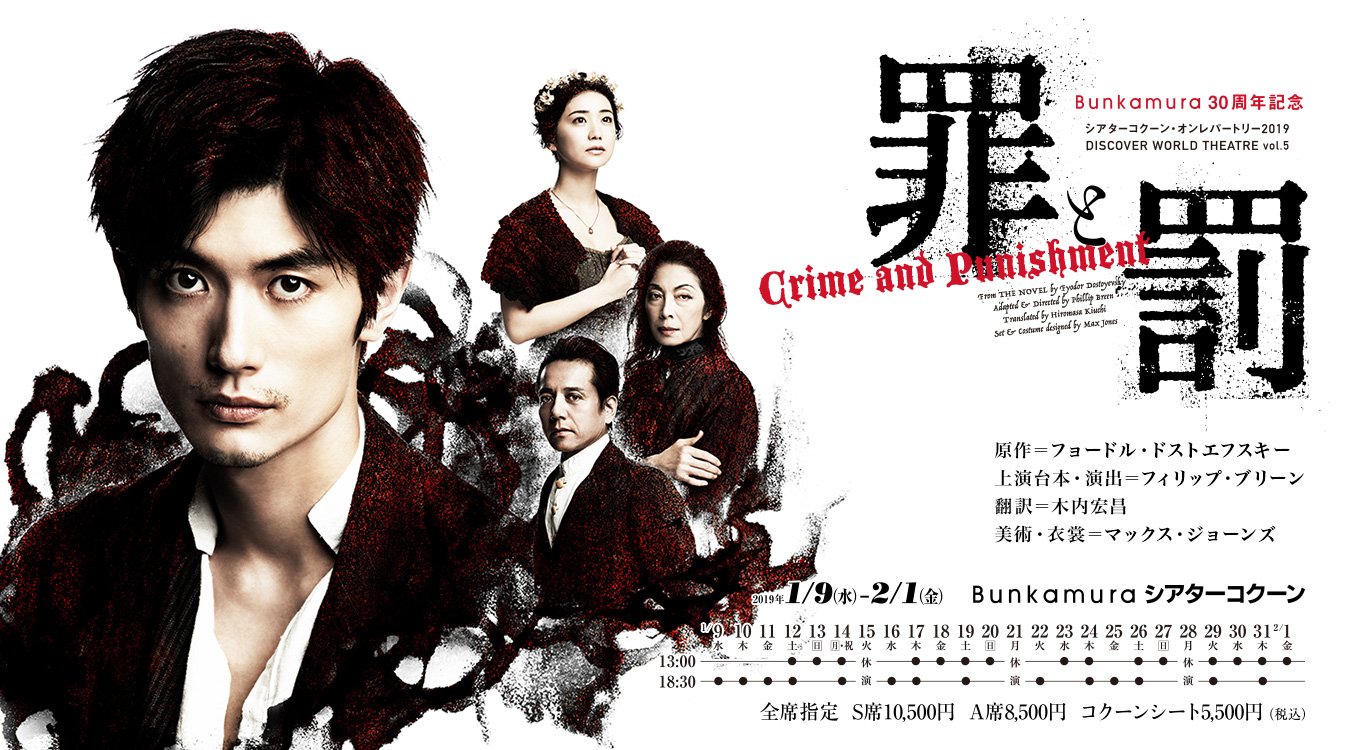 Bunkamura 30周年記念
シアターコクーン・オンレパートリー2019
DISCOVER WORLD THEATRE vol.5
罪と罰
Crime and Punishment
From THE NOVEL by Fyodor Dostoyevsky
Adapted & Directed by Phillip Breen
Translated by Hiromasa Kiuchi
Set & Costume designed by Max Jones
原作=フョードル・ドストエフスキー
上演台本・演出=フィリップ・ブリーン
翻訳=木内宏昌
美術・衣裳=マックス・ジョーンズ
2019年1/9(水)–2/1(金) Bunkamura シアターコクーン
1/9 10 11 12 13 14 15 16 17 18 19 20 21 22 23 24 25 26 27 28 29 30 31 2/1
水 木 金 土 日 月・祝 火 水 木 金 土 日 月 火 水 木 金 土 日 月 火 水 木 金
13:00 休 休 休
18:30 演 演 演
全席指定 S席10,500円 A席8,500円 コクーンシート5,500円 (税込)